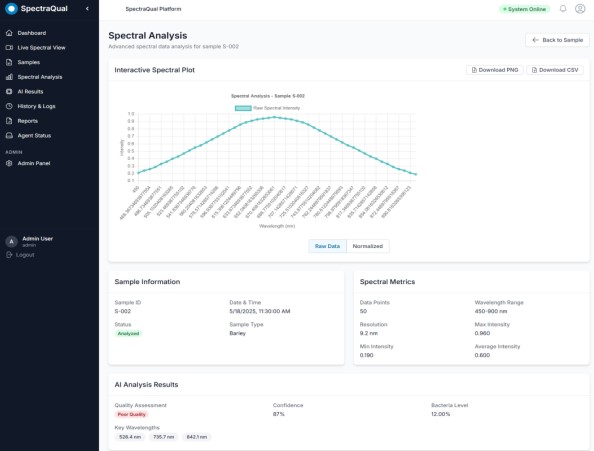 SpectraQual
SpectraQual Platform
System Online
Dashboard
Live Spectral View
Samples
Spectral Analysis
AI Results
History & Logs
Reports
Agent Status
ADMIN
Admin Panel
A
Admin User
admin
Logout
Spectral Analysis
Advanced spectral data analysis for sample S-002
Back to Sample
Interactive Spectral Plot
Download PNG
Download CSV
Spectral Analysis - Sample S-002
Raw Spectral Intensity
Intensity
1.0
0.9
0.8
0.7
0.6
0.5
0.4
0.3
0.2
0.1
450
Wavelength (nm)
Raw Data
Normalized
Sample Information
Sample ID
Date & Time
S-002
5/18/2025, 11:30:00 AM
Status
Sample Type
Analyzed
Barley
Spectral Metrics
Data Points
Wavelength Range
50
450-900 nm
Resolution
Max Intensity
9.2 nm
0.960
Min Intensity
Average Intensity
0.190
0.600
AI Analysis Results
Quality Assessment
Confidence
Bacteria Level
Poor Quality
87%
12.00%
Key Wavelengths
528.4 nm
795.7 nm
842.1 nm